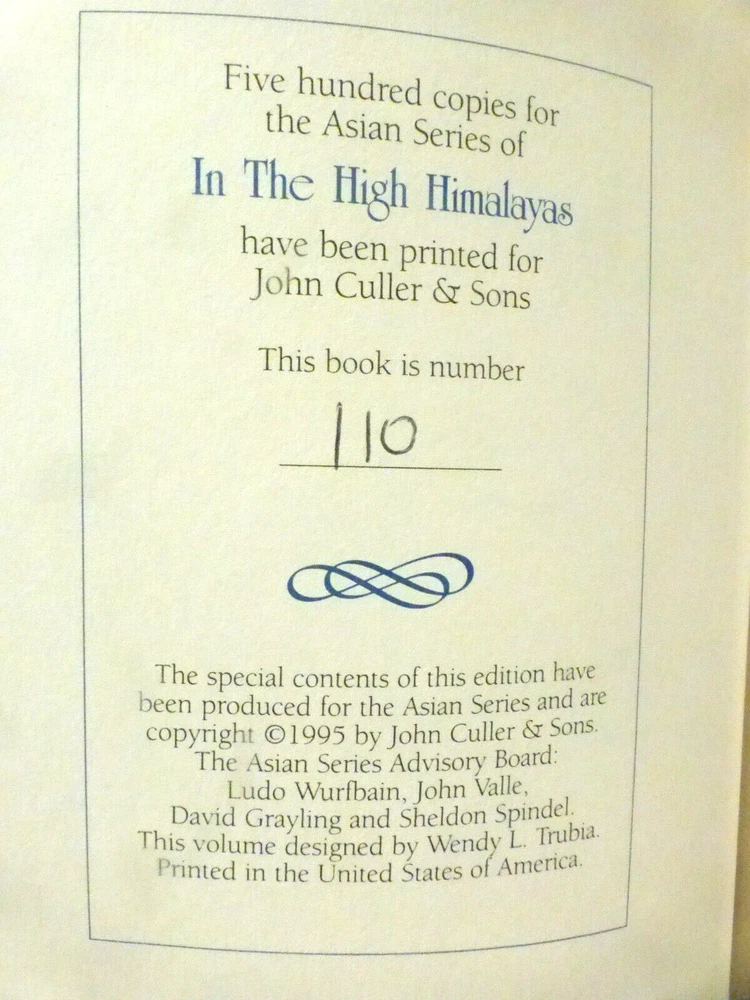 Five hundred copies for
the Asian Series of
In The High Himalayas
have been printed for
John Culler & Sons
This book is number
110
The special contents of this edition have
been produced for the Asian Series and are
copyright ©1995 by John Culler & Sons.
The Asian Series Advisory Board:
Ludo Wurfbain, John Valle,
David Grayling and Sheldon Spindel.
This volume designed by Wendy L. Trubia.
Printed in the United States of America.